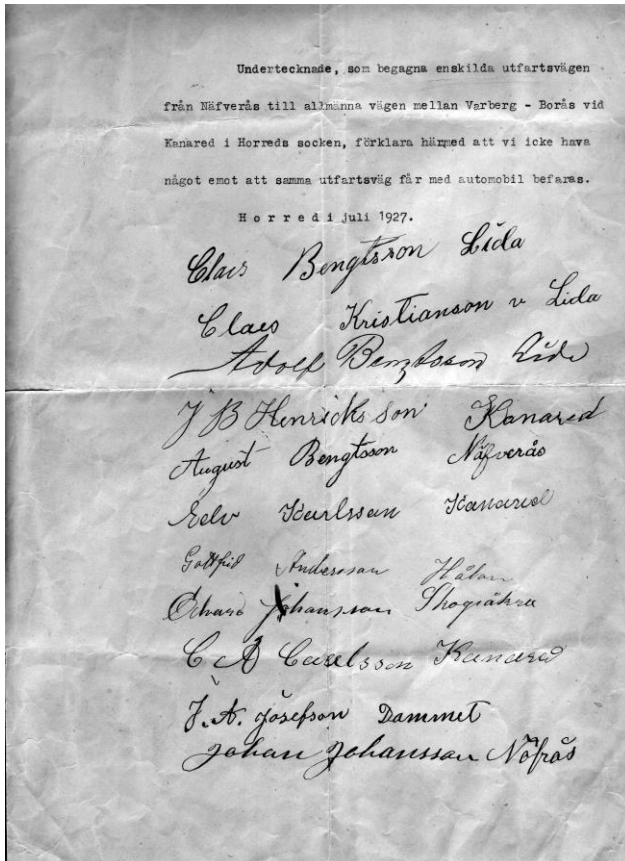 Undertecknade, som begagna enskilda utfartsvägen
från Näfverås till allmänna vägen mellan Varberg - Borås vid
Kanared i Horreds socken, förklara härmed att vi icke hava
något emot att samma utfartsväg får med automobil befaras.
Horred i juli 1927.
Claes Bengtsson Lida
Claes Kristianson v Lida
Adolf Bengtsson Lida
J B Henricksson Kanared
August Bengtsson Näfverås
Karlsson Kanared
Gottfrid Andersson Hålan
Edvard Johansson
C A Carlsson Kanared
J. A. Josefson Dammet
Johan Johansson Näfrås